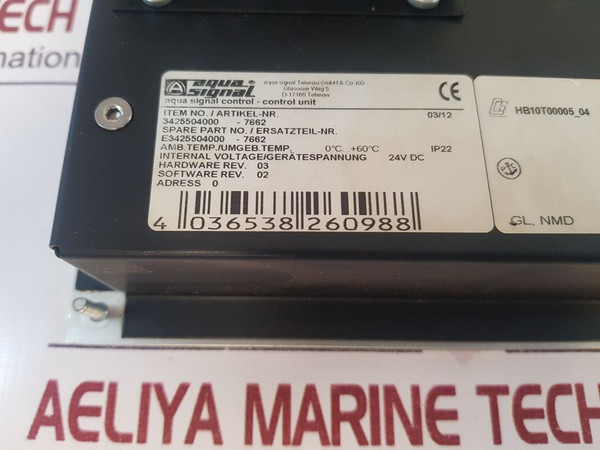 TECH
mation
aqua signal
aqua signal Teterow GmbH & Co. KG
Glasower Weg 5
D-17166 Teterow
CE
aqua signal control - control unit
ITEM NO. / ARTIKEL-NR. 03/12
3425504000 - 7662
SPARE PART NO. / ERSATZTEIL-NR.
E3425504000 - 7662
AMB.TEMP./UMGEB.TEMP. 0°C. +60°C IP22
INTERNAL VOLTAGE/GERÄTESPANNUNG 24V DC
HARDWARE REV. 03
SOFTWARE REV. 02
ADRESS 0
4 036538 260988
HB10T00005_04
GL, NMD
AELIYA MARINE TECH